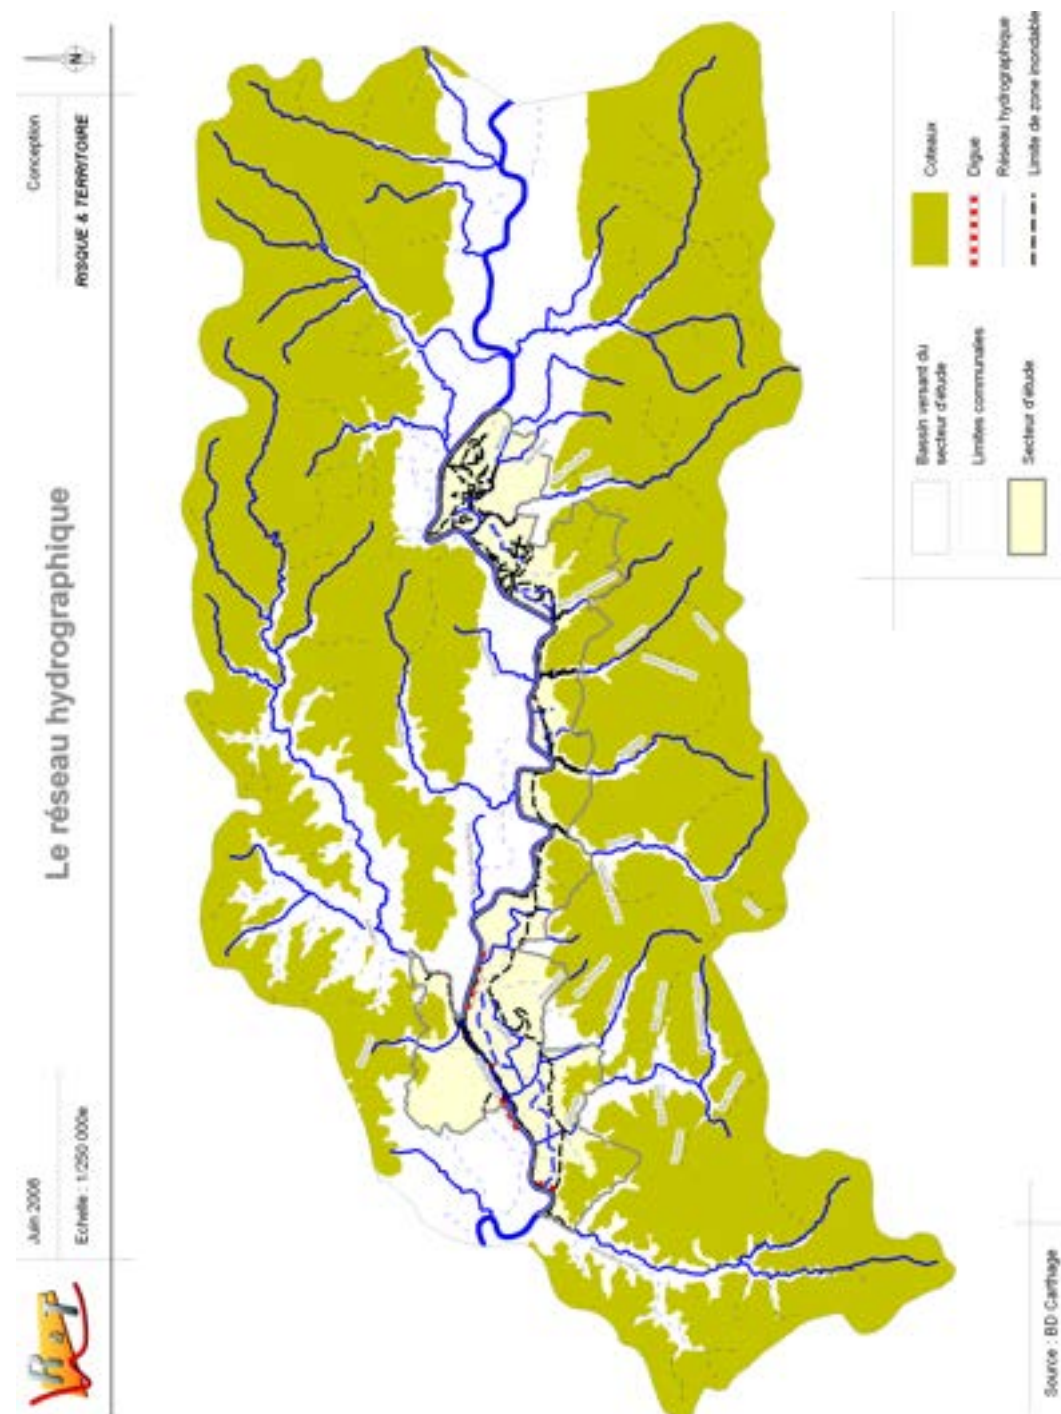 Juin 2008
Echelle : 1/250 000e
Le réseau hydrographique
Conception
RISQUE & TERRITOIRE
N
R & T
Bassin versant du
secteur d'étude
Limites communales
Secteur d'étude
Coteaux
Digue
Réseau hydrographique
Limite de zone inondable
Source : BD Carthage